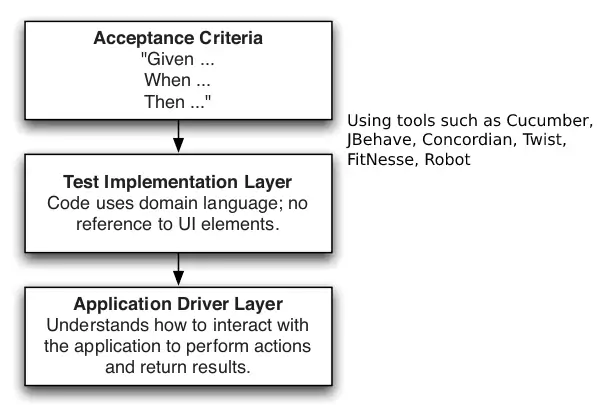 Acceptance Criteria
"Given ...
When ...
Then ..."
Using tools such as Cucumber,
JBehave, Concordian, Twist,
FitNesse, Robot
Test Implementation Layer
Code uses domain language; no
reference to UI elements.
Application Driver Layer
Understands how to interact with
the application to perform actions
and return results.